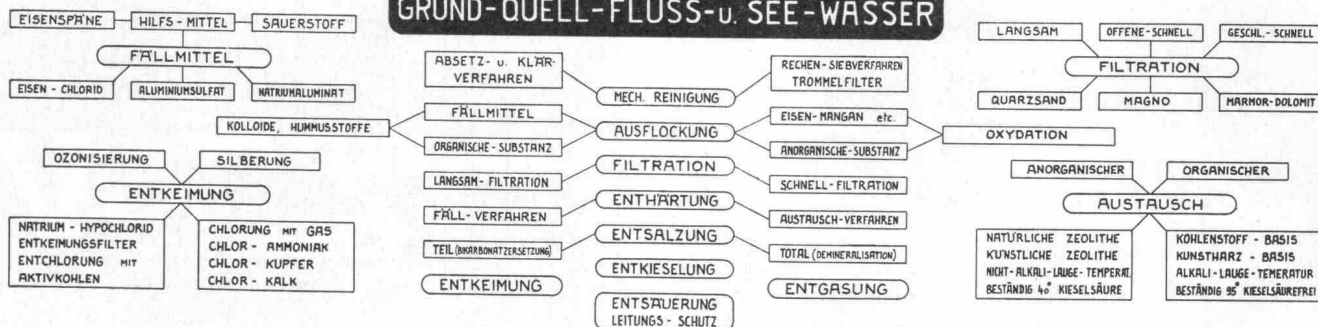 GRUND-QUELL-FLUSS-u. SEE-WASSER
EISENSPÄNE
HILFS-MITTEL
SAUERSTOFF
FÄLLMITTEL
EISEN-CHLORID
ALUMINIUMSULFAT
NATRIUMALUMINAT
KOLLOIDE, HUMMUSSTOFFE
OZONISIERUNG
SILBERUNG
ENTKEIMUNG
NATRIUM-HYPOCHLORID
ENTKEIMUNGSFILTER
ENTCHLORUNG MIT
AKTIVKOHLEN
CHLORUNG MIT GAS
CHLOR-AMMONIAK
CHLOR-KUPFER
CHLOR-KALK
ABSETZ- u. KLÄR-
VERFAHREN
FÄLLMITTEL
ORGANISCHE-SUBSTANZ
LANGSAM-FILTRATION
FÄLL-VERFAHREN
TEIL (BIKARBONATZERSETZUNG)
ENTKEIMUNG
MECH. REINIGUNG
AUSFLOCKUNG
FILTRATION
ENTHÄRTUNG
ENTSALZUNG
ENTKIESELUNG
ENTSÄUERUNG
LEITUNGS-SCHUTZ
RECHEN-SIEBVERFAHREN
TROMMELFILTER
EISEN-MANGAN etc.
ANORGANISCHE-SUBSTANZ
SCHNELL-FILTRATION
AUSTAUSCH-VERFAHREN
TOTAL (DEMINERALISATION)
ENTGASUNG
OXYDATION
LANGSAM
OFFENE-SCHNELL
GESCHL.-SCHNELL
FILTRATION
QUARZSAND
MAGNO
MARMOR-DOLOMIT
ANORGANISCHER
ORGANISCHER
AUSTAUSCH
NATÜRLICHE ZEOLITHE
KÜNSTLICHE ZEOLITHE
NICHT-ALKALI-LAUGE-TEMPERAT.
BESTÄNDIG 40° KIESELSÄURE
KOHLENSTOFF-BASIS
KUNSTHARZ-BASIS
ALKALI-LAUGE-TEMERATUR
BESTÄNDIG 95° KIESELSÄUREFREI